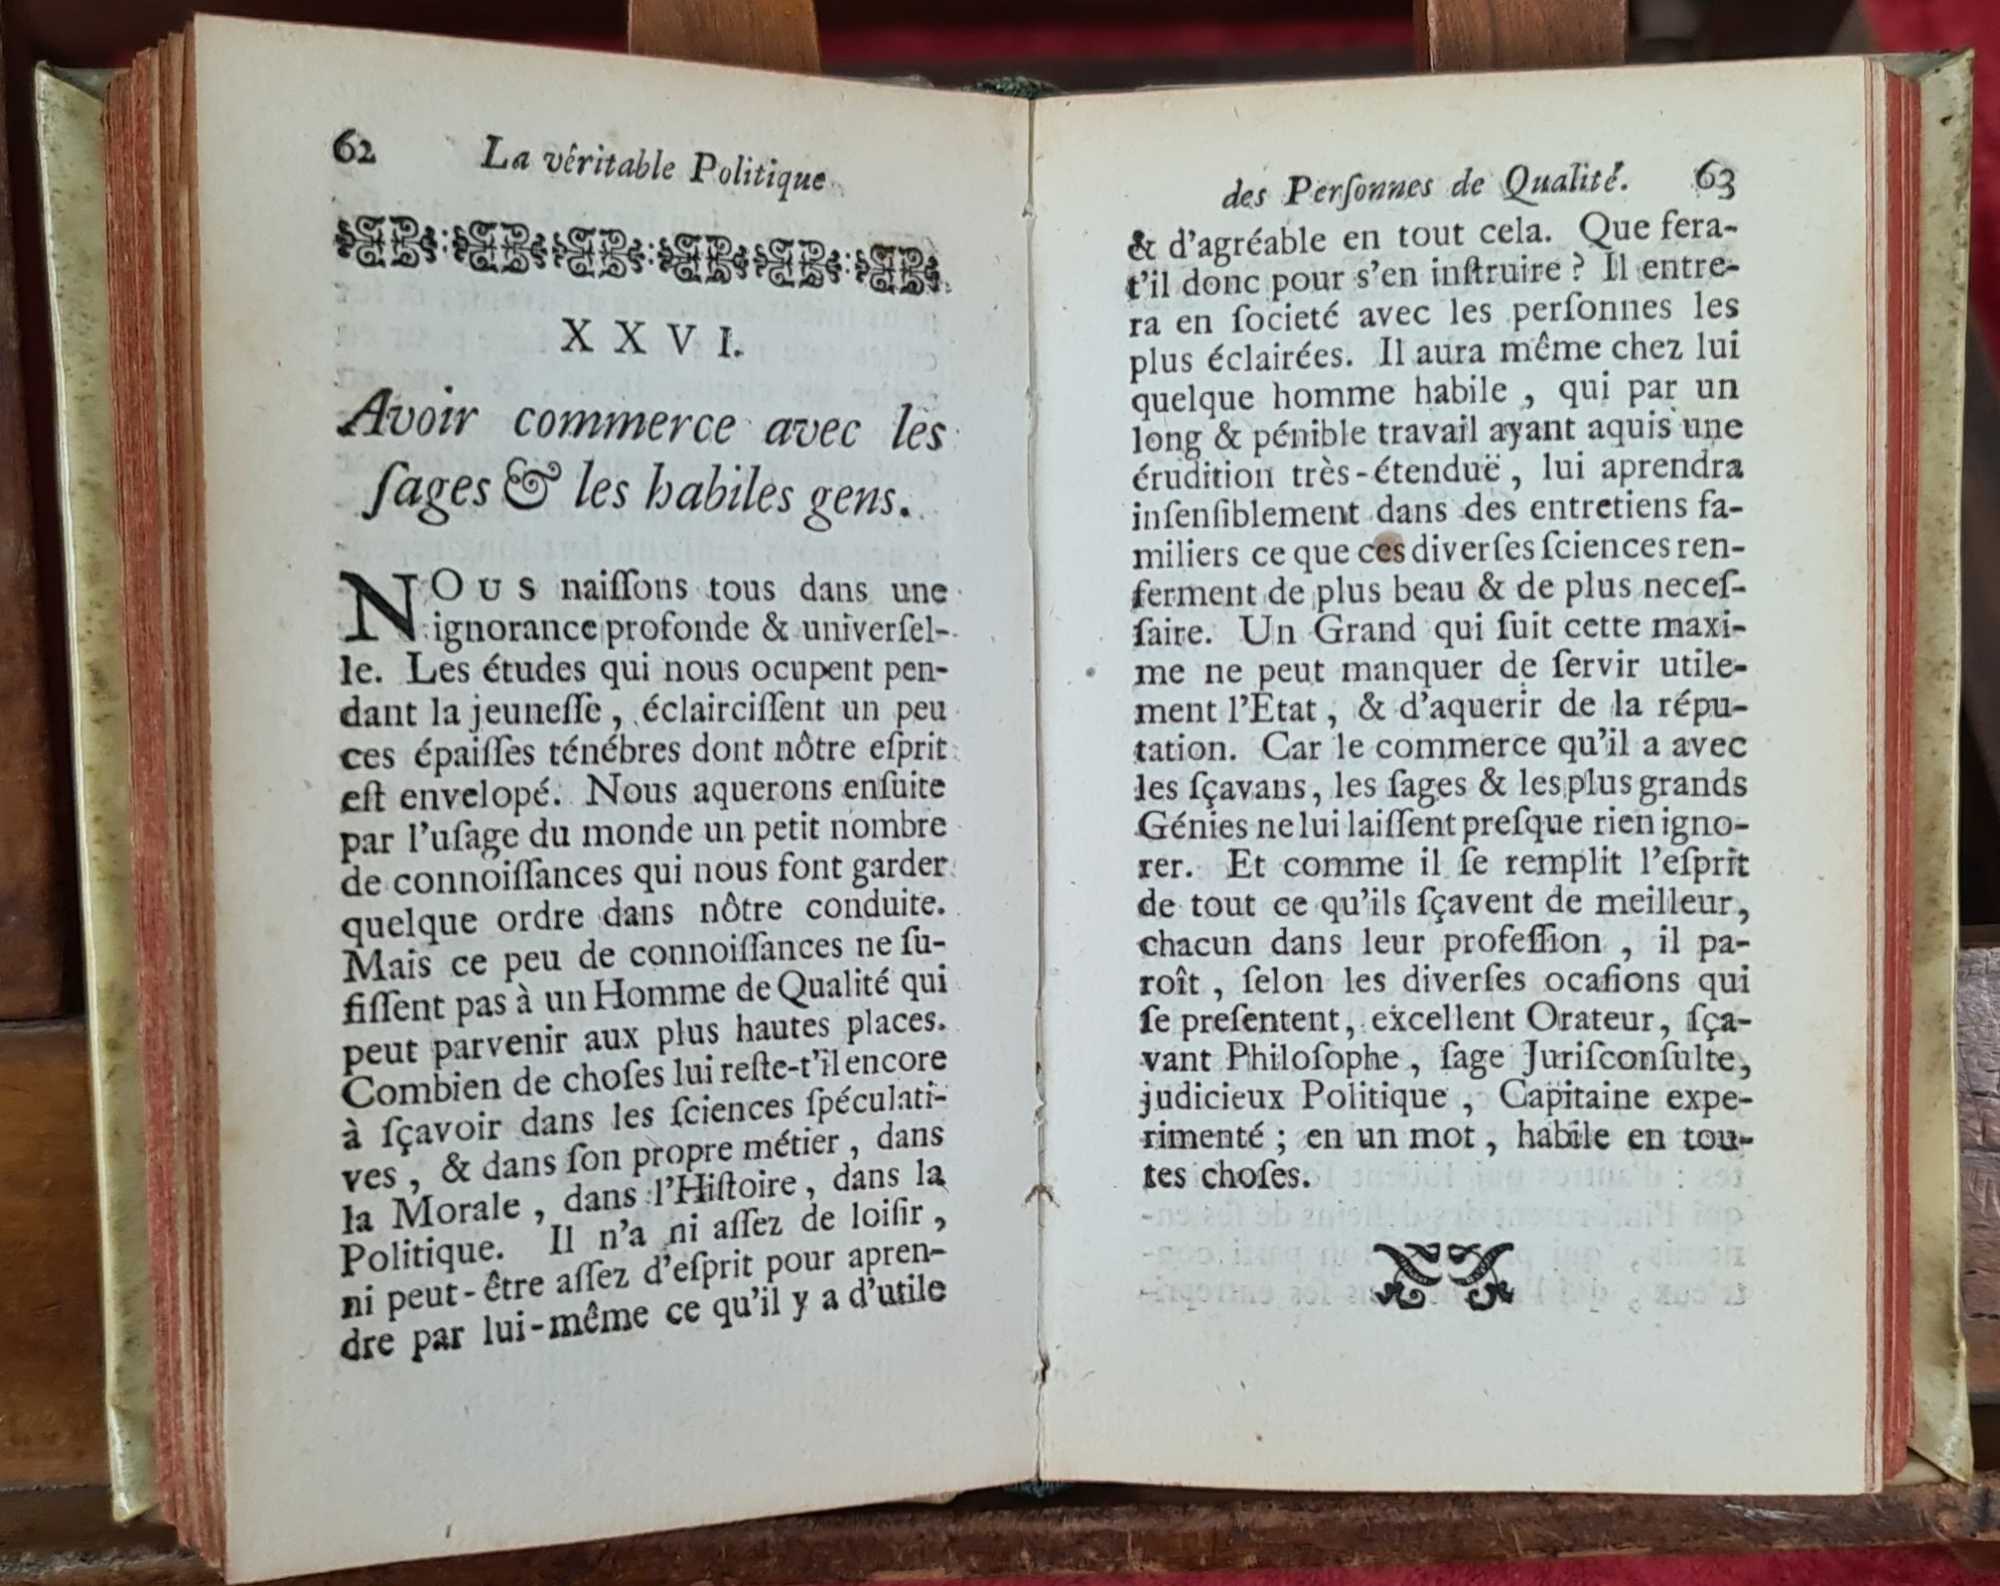 62 La véritable Politique
XXVI.
Avoir commerce avec les
ſages & les habiles gens.
NOus naiſſons tous dans une
ignorance profonde & univerſel-
le. Les études qui nous ocupent pen-
dant la jeuneſſe, éclairciſſent un peu
ces épaiſſes ténébres dont nôtre eſprit
eſt envelopé. Nous aquerons enſuite
par l'uſage du monde un petit nombre
de connoiſſances qui nous font garder
quelque ordre dans nôtre conduite.
Mais ce peu de connoiſſances ne ſu-
fiſſent pas à un Homme de Qualité qui
peut parvenir aux plus hautes places.
Combien de choſes lui reſte-t'il encore
à ſçavoir dans les ſciences ſpéculati-
ves, & dans ſon propre métier, dans
la Morale, dans l'Hiſtoire, dans la
Politique. Il n'a ni aſſez de loiſir,
ni peut-être aſſez d'eſprit pour apren-
dre par lui-même ce qu'il y a d'utile
des Perſonnes de Qualité. 63
& d'agréable en tout cela. Que fera-
t'il donc pour s'en inſtruire? Il entre-
ra en ſocieté avec les perſonnes les
plus éclairées. Il aura même chez lui
quelque homme habile, qui par un
long & pénible travail ayant aquis une
érudition très-étenduë, lui aprendra
inſenſiblement dans des entretiens fa-
miliers ce que ces diverſes ſciences ren-
ferment de plus beau & de plus neceſ-
ſaire. Un Grand qui ſuit cette maxi-
me ne peut manquer de ſervir utile-
ment l'Etat, & d'aquerir de la répu-
tation. Car le commerce qu'il a avec
les ſçavans, les ſages & les plus grands
Génies ne lui laiſſent preſque rien igno-
rer. Et comme il ſe remplit l'eſprit
de tout ce qu'ils ſçavent de meilleur,
chacun dans leur profeſſion, il pa-
roît, ſelon les diverſes ocaſions qui
ſe preſentent, excellent Orateur, ſça-
vant Philoſophe, ſage Juriſconſulte,
judicieux Politique, Capitaine expe-
rimenté; en un mot, habile en tou-
tes choſes.